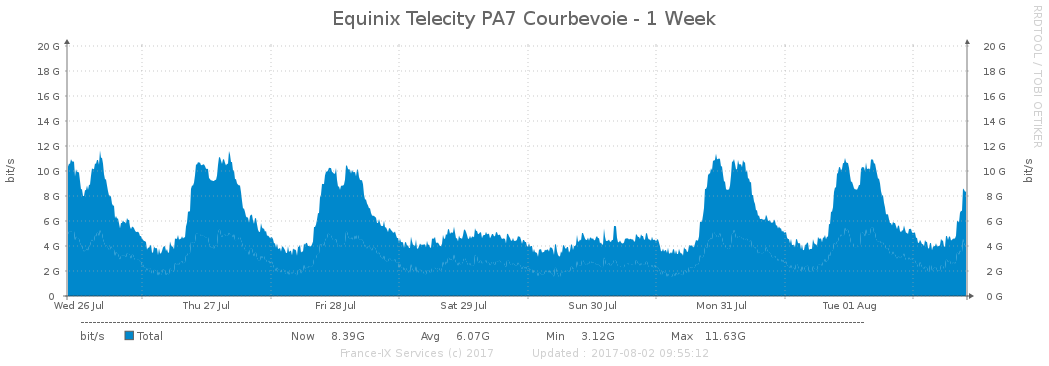 Equinix Telecity PA7 Courbevoie - 1 Week
RRDTOOL / TOBI OETIKER
bit/s
20 G
18 G
16 G
14 G
12 G
10 G
8 G
6 G
4 G
2 G
0
20 G
18 G
16 G
14 G
12 G
10 G
8 G
6 G
4 G
2 G
0 G
bit/s
Wed 26 Jul Thu 27 Jul Fri 28 Jul Sat 29 Jul Sun 30 Jul Mon 31 Jul Tue 01 Aug
bit/s Total Now 8.39G Avg 6.07G Min 3.12G Max 11.63G
France-IX Services (c) 2017 Updated : 2017-08-02 09:55:12